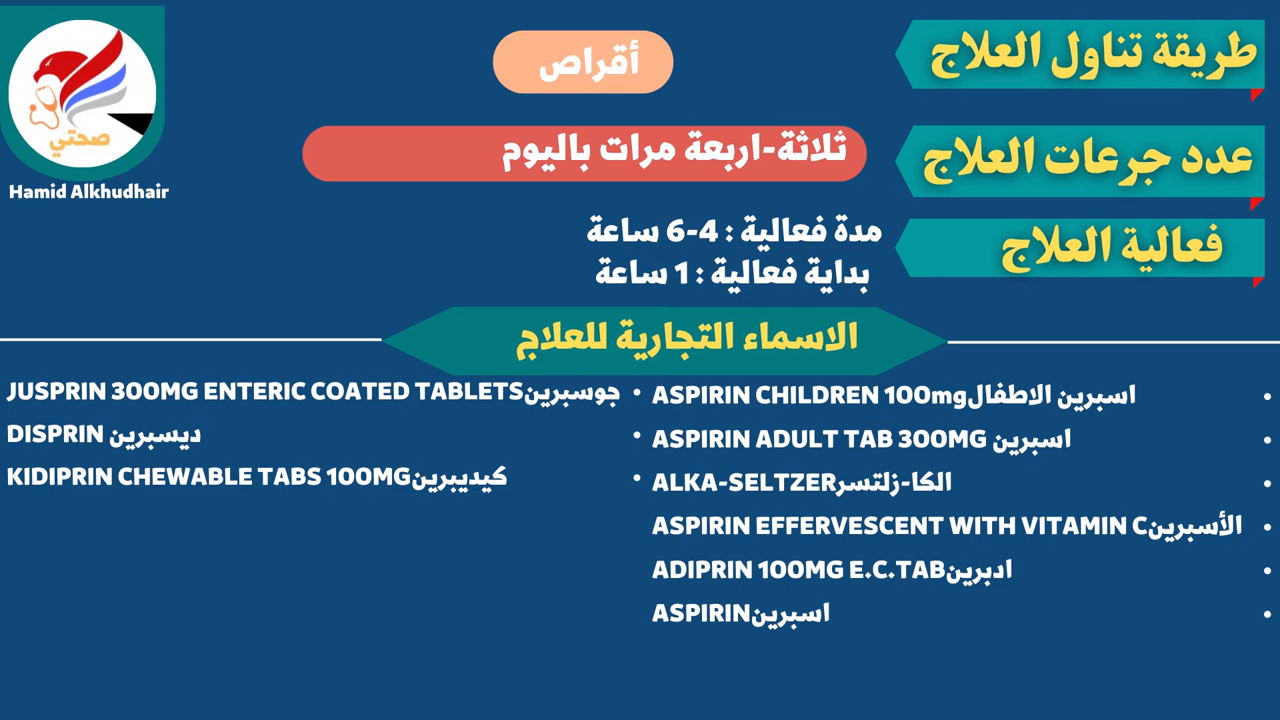 صحتي
Hamid Alkhudhair
طريقة تناول العلاج
أقراص
عدد جرعات العلاج
ثلاثة-اربعة مرات باليوم
فعالية العلاج
مدة فعالية : 4-6 ساعة
بداية فعالية : 1 ساعة
الاسماء التجارية للعلاج
ASPIRIN CHILDREN 100mgاسبرين الاطفال
ASPIRIN ADULT TAB 300MG اسبرين
ALKA-SELTZERالكا-زلتسر
ASPIRIN EFFERVESCENT WITH VITAMIN Cالأسبرين
ADIPRIN 100MG E.C.TABادبرين
ASPIRINاسبرين
JUSPRIN 300MG ENTERIC COATED TABLETSجوسبرين
DISPRIN ديسبرين
KIDIPRIN CHEWABLE TABS 100MGكيديبرين